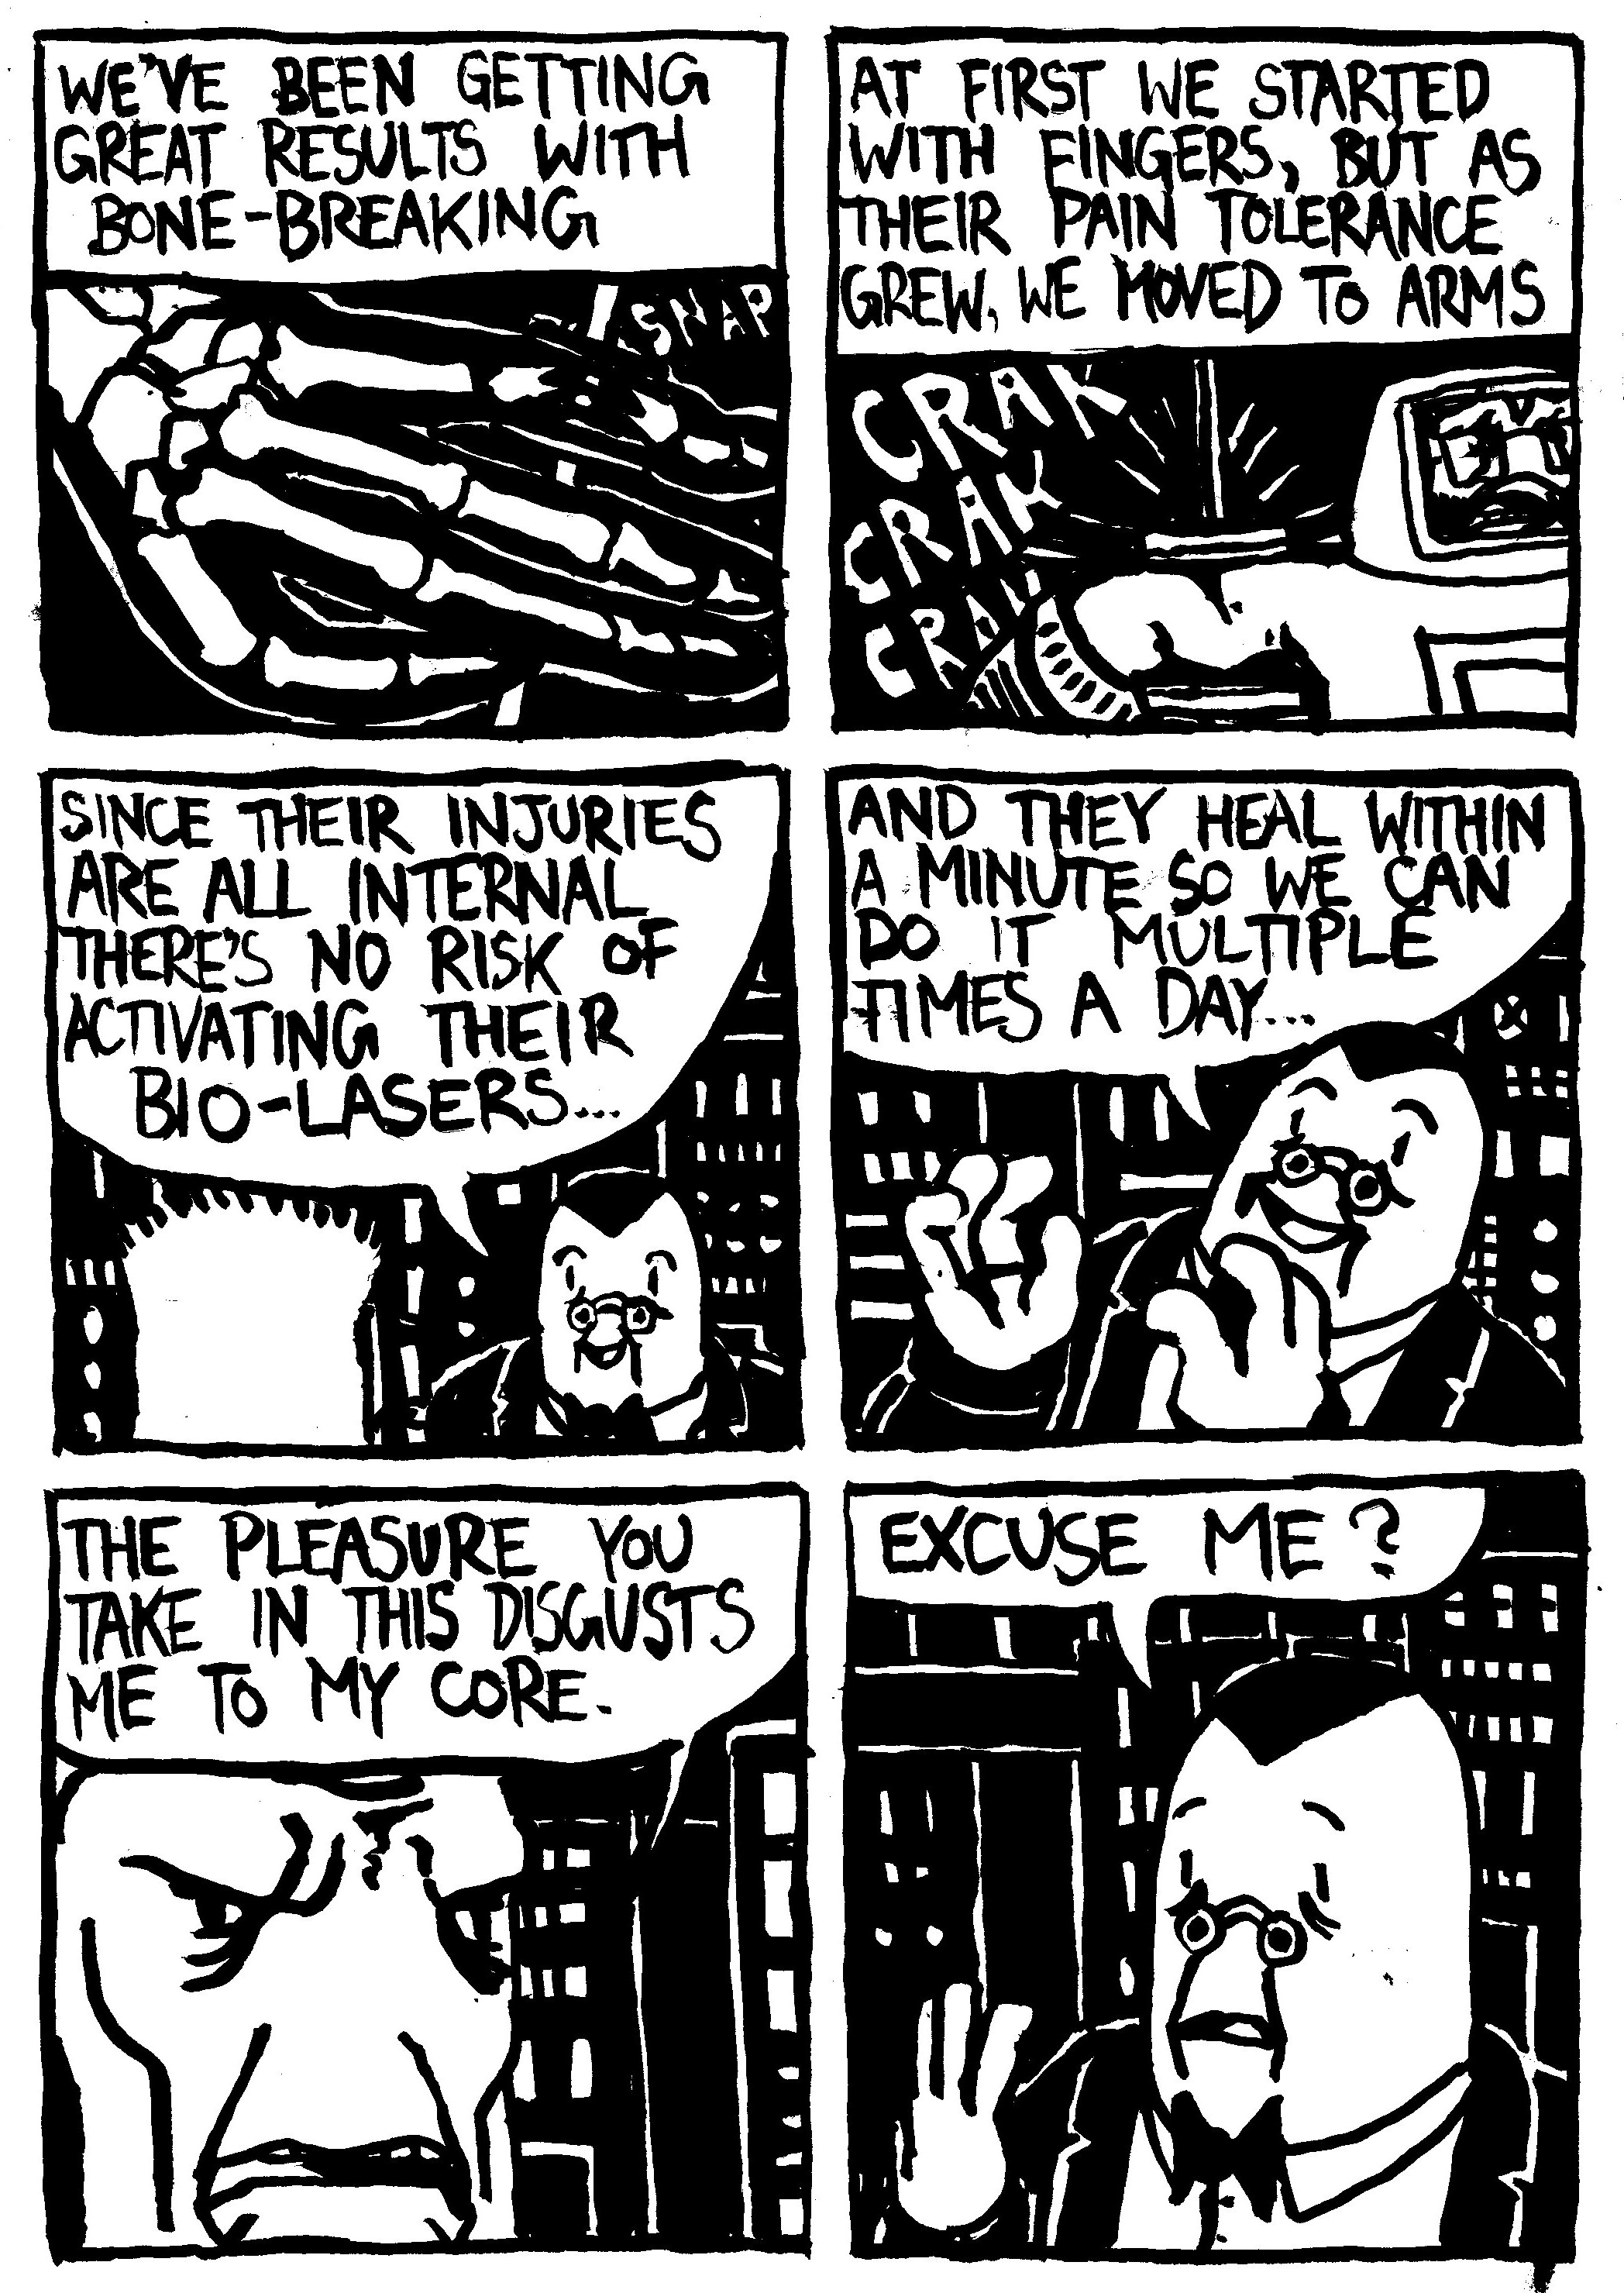 WE'VE BEEN GETTING
GREAT RESULTS WITH
BONE-BREAKING
SNAP
AT FIRST WE STARTED
WITH FINGERS, BUT AS
THEIR PAIN TOLERANCE
GREW, WE MOVED TO ARMS
CRAK
CRAK
CRAK
SINCE THEIR INJURIES
ARE ALL INTERNAL
THERE'S NO RISK OF
ACTIVATING THEIR
BIO-LASERS...
AND THEY HEAL WITHIN
A MINUTE SO WE CAN
DO IT MULTIPLE
TIMES A DAY...
THE PLEASURE YOU
TAKE IN THIS DISGUSTS
ME TO MY CORE.
EXCUSE ME?